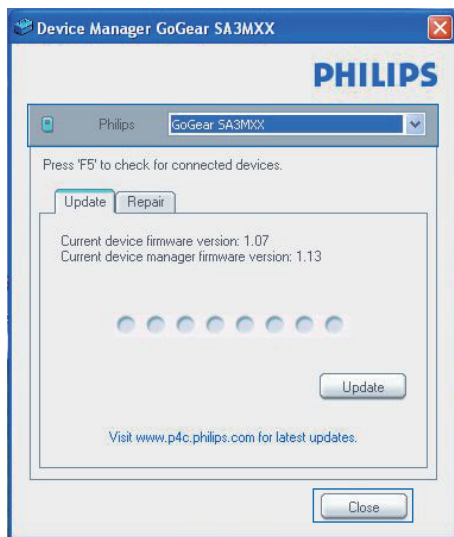 Device Manager GoGear SA3MXX
PHILIPS
Philips GoGear SA3MXX
Press 'F5' to check for connected devices.
Update Repair
Current device firmware version: 1.07
Current device manager firmware version: 1.13
Update
Visit www.p4c.philips.com for latest updates.
Close